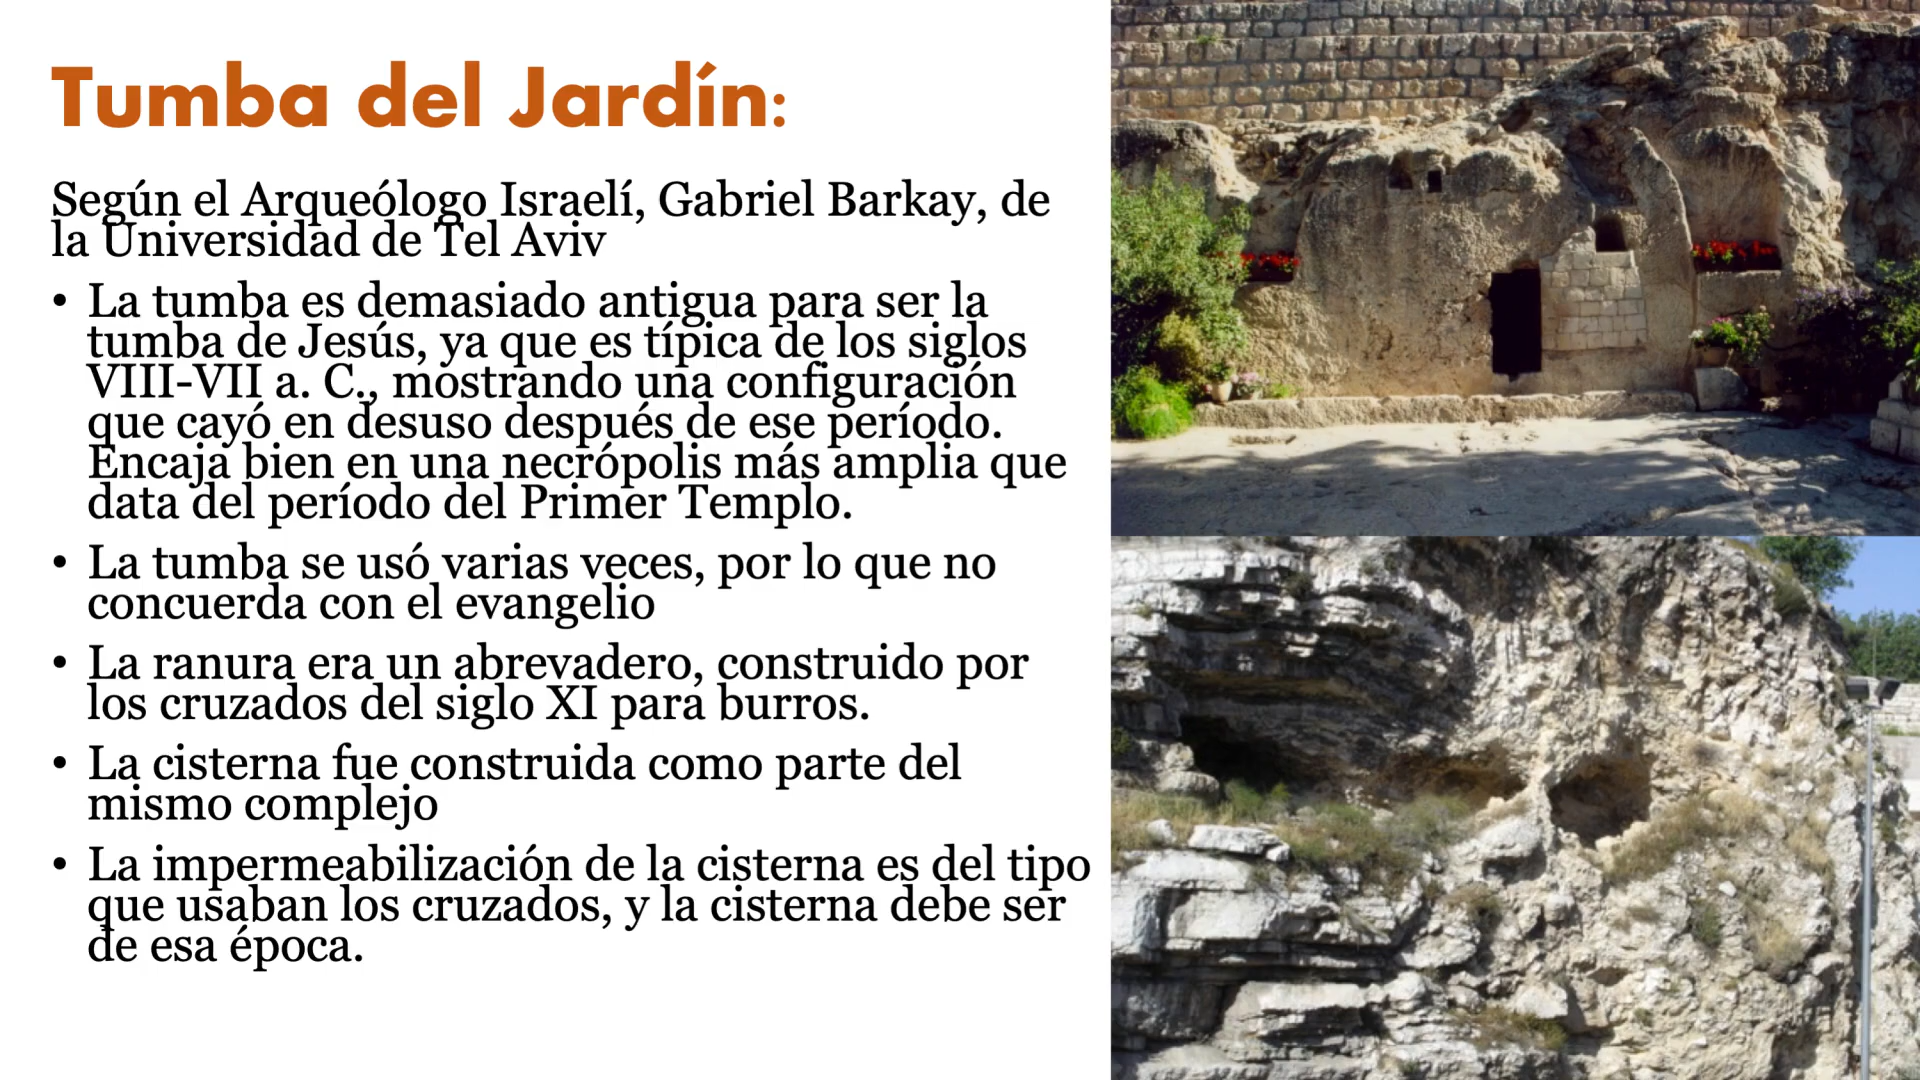 Tumba del Jardín:
Según el Arqueólogo Israelí, Gabriel Barkay, de
la Universidad de Tel Aviv
• La tumba es demasiado antigua para ser la
tumba de Jesús, ya que es típica de los siglos
VIII-VII a. C., mostrando una configuración
que cayó en desuso después de ese período.
Encaja bien en una necrópolis más amplia que
data del período del Primer Templo.
• La tumba se usó varias veces, por lo que no
concuerda con el evangelio
• La ranura era un abrevadero, construido por
los cruzados del siglo XI para burros.
• La cisterna fue construida como parte del
mismo complejo
• La impermeabilización de la cisterna es del tipo
que usaban los cruzados, y la cisterna debe ser
de esa época.